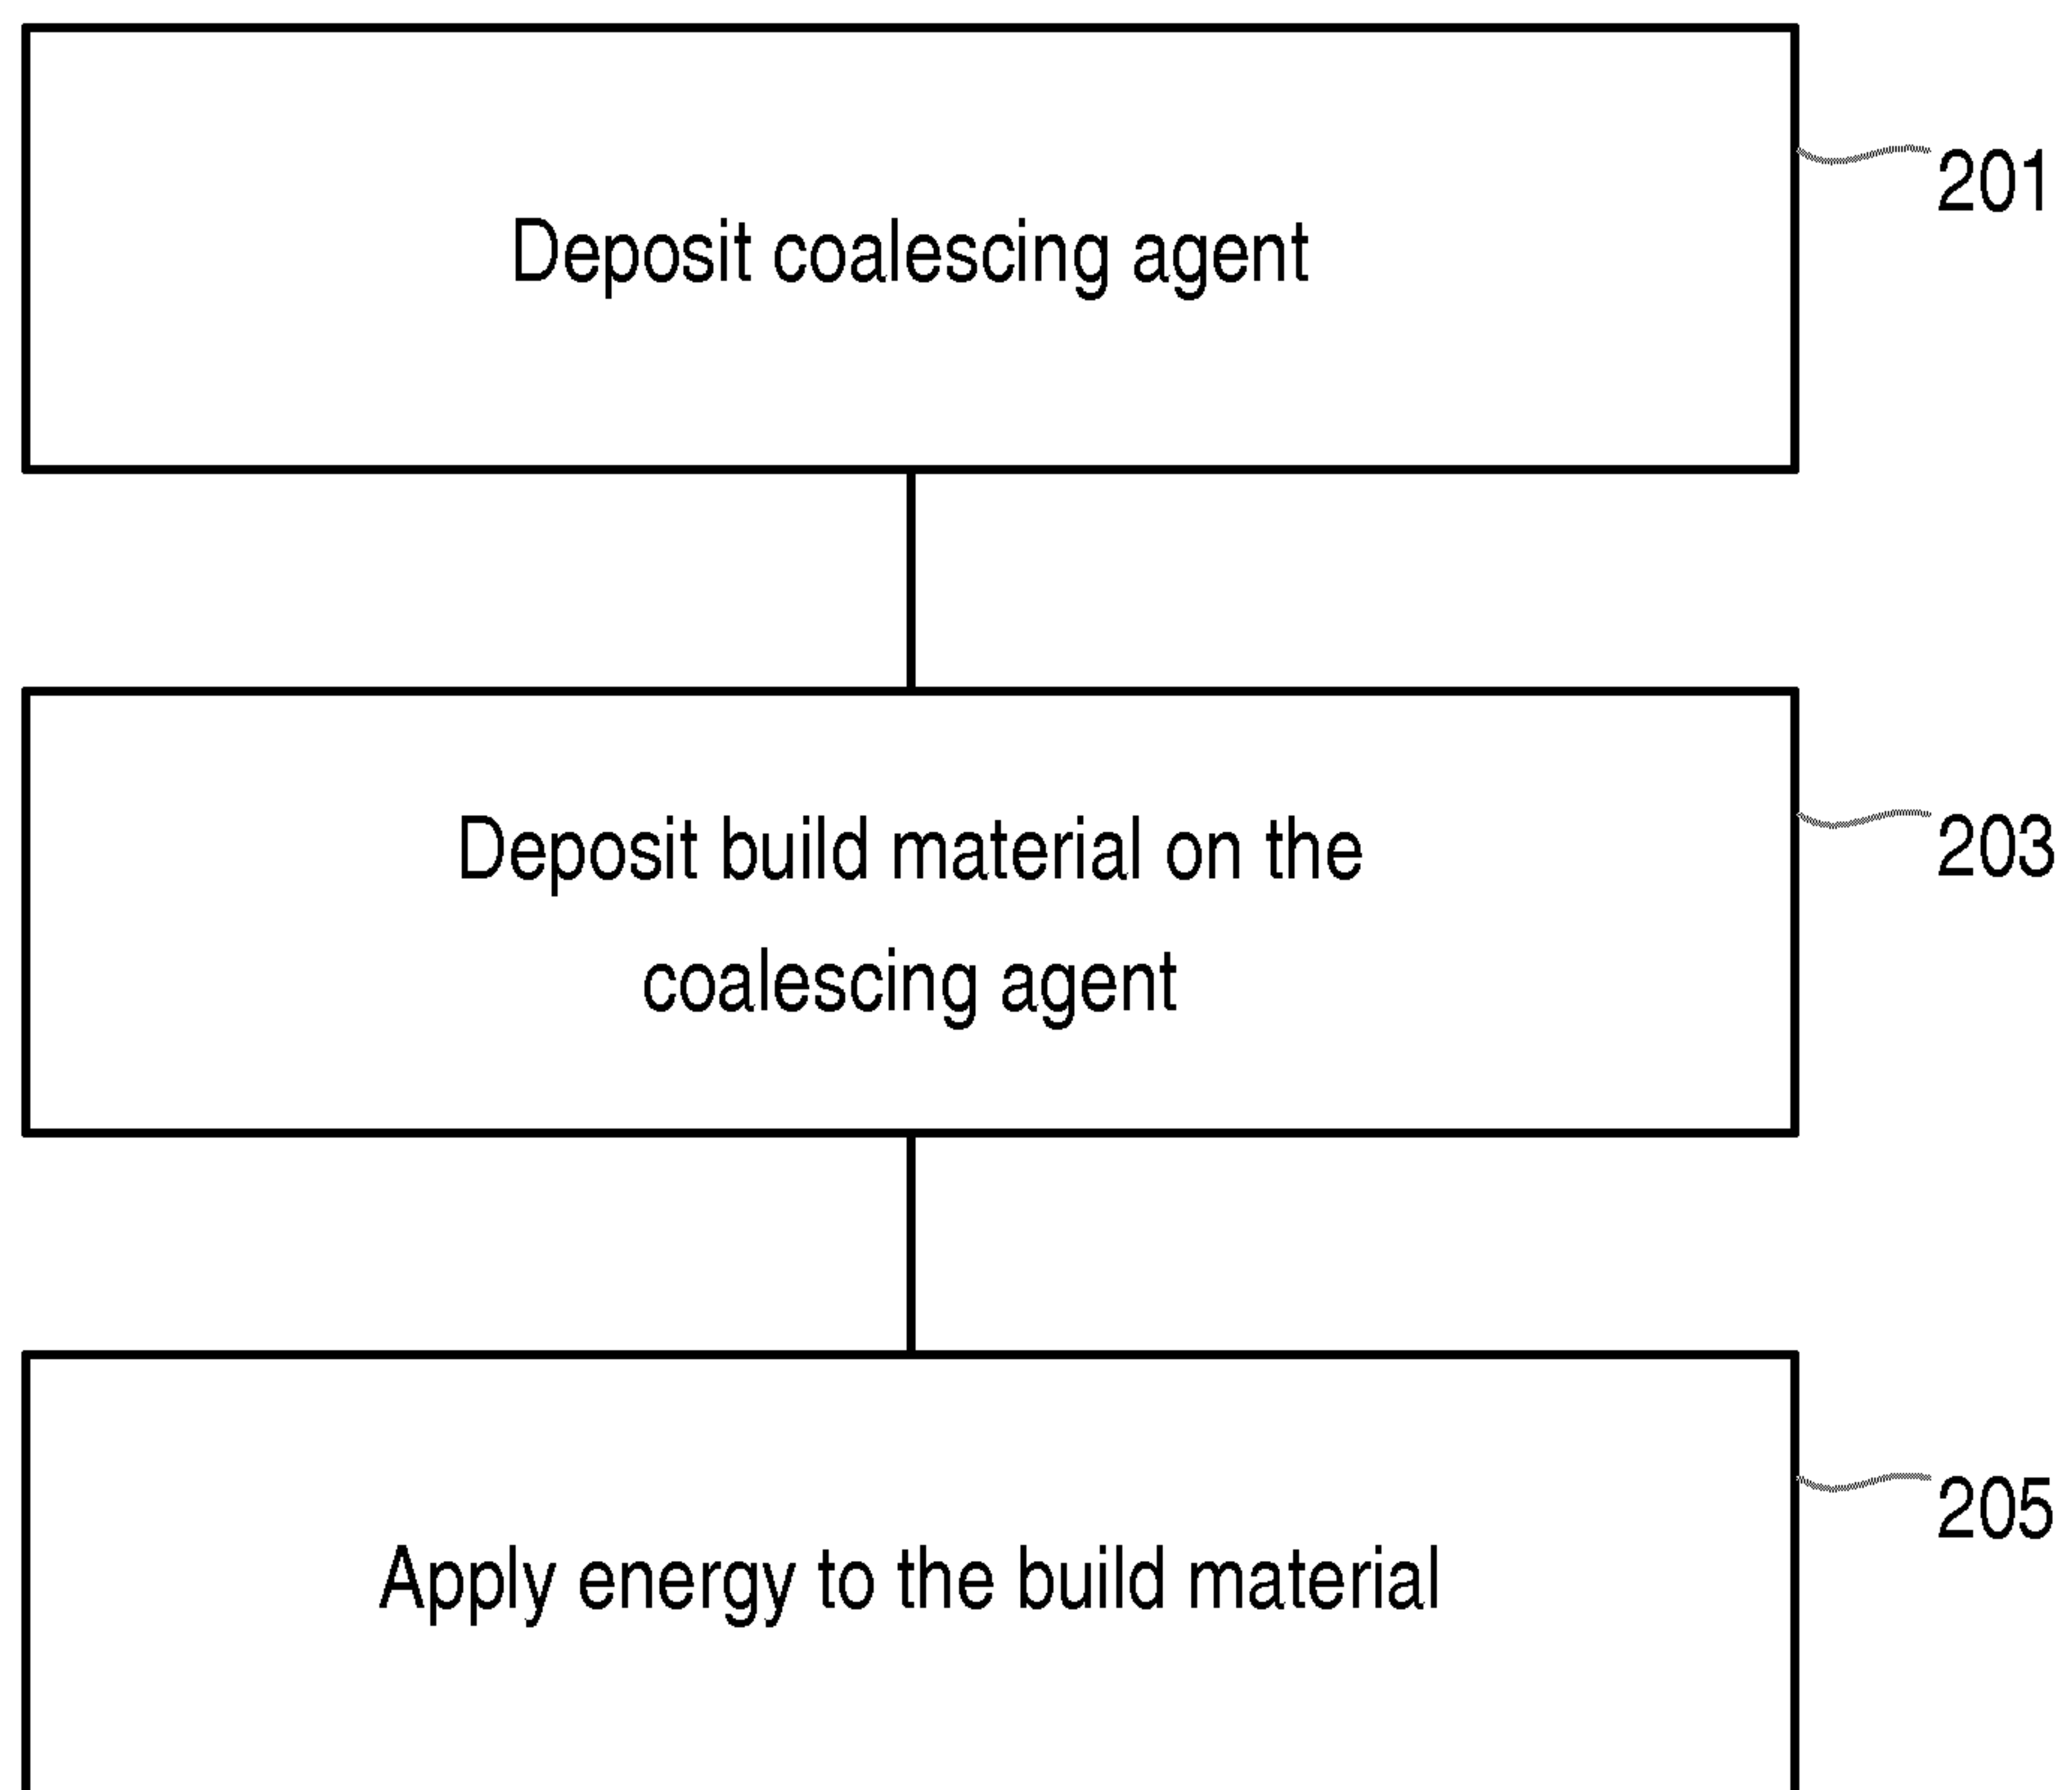 Deposit coalescing agent
201
Deposit build material on the
coalescing agent
203
Apply energy to the build material
205